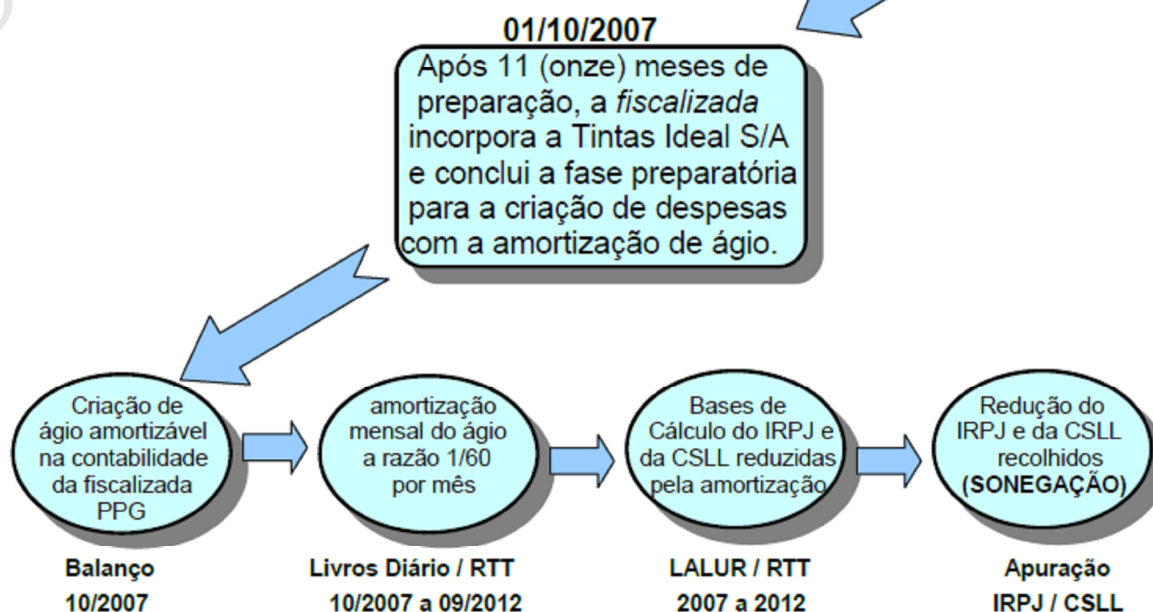 01/10/2007
Após 11 (onze) meses de
preparação, a fiscalizada
incorpora a Tintas Ideal S/A
e conclui a fase preparatória
para a criação de despesas
com a amortização de ágio.
Criação de
ágio amortizável
na contabilidade
da fiscalizada
PPG
amortização
mensal do ágio
a razão 1/60
por mês
Bases de
Cálculo do IRPJ e
da CSLL reduzidas
pela amortização
Redução do
IRPJ e da CSLL
recolhidos
(SONEGAÇÃO)
Balanço
10/2007
Livros Diário / RTT
10/2007 a 09/2012
LALUR / RTT
2007 a 2012
Apuração
IRPJ / CSLL